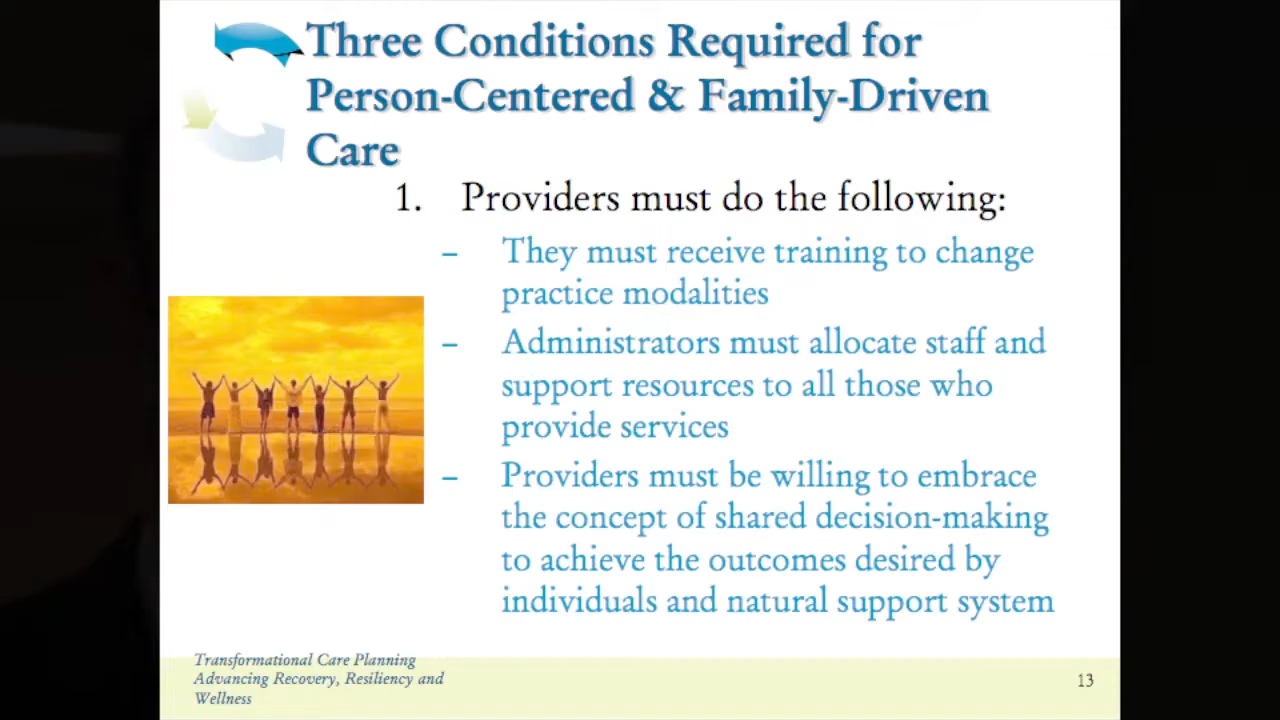 Three Conditions Required for
Person-Centered & Family-Driven
Care
1. Providers must do the following:
– They must receive training to change
practice modalities
– Administrators must allocate staff and
support resources to all those who
provide services
– Providers must be willing to embrace
the concept of shared decision-making
to achieve the outcomes desired by
individuals and natural support system
Transformational Care Planning
Advancing Recovery, Resiliency and
Wellness
13